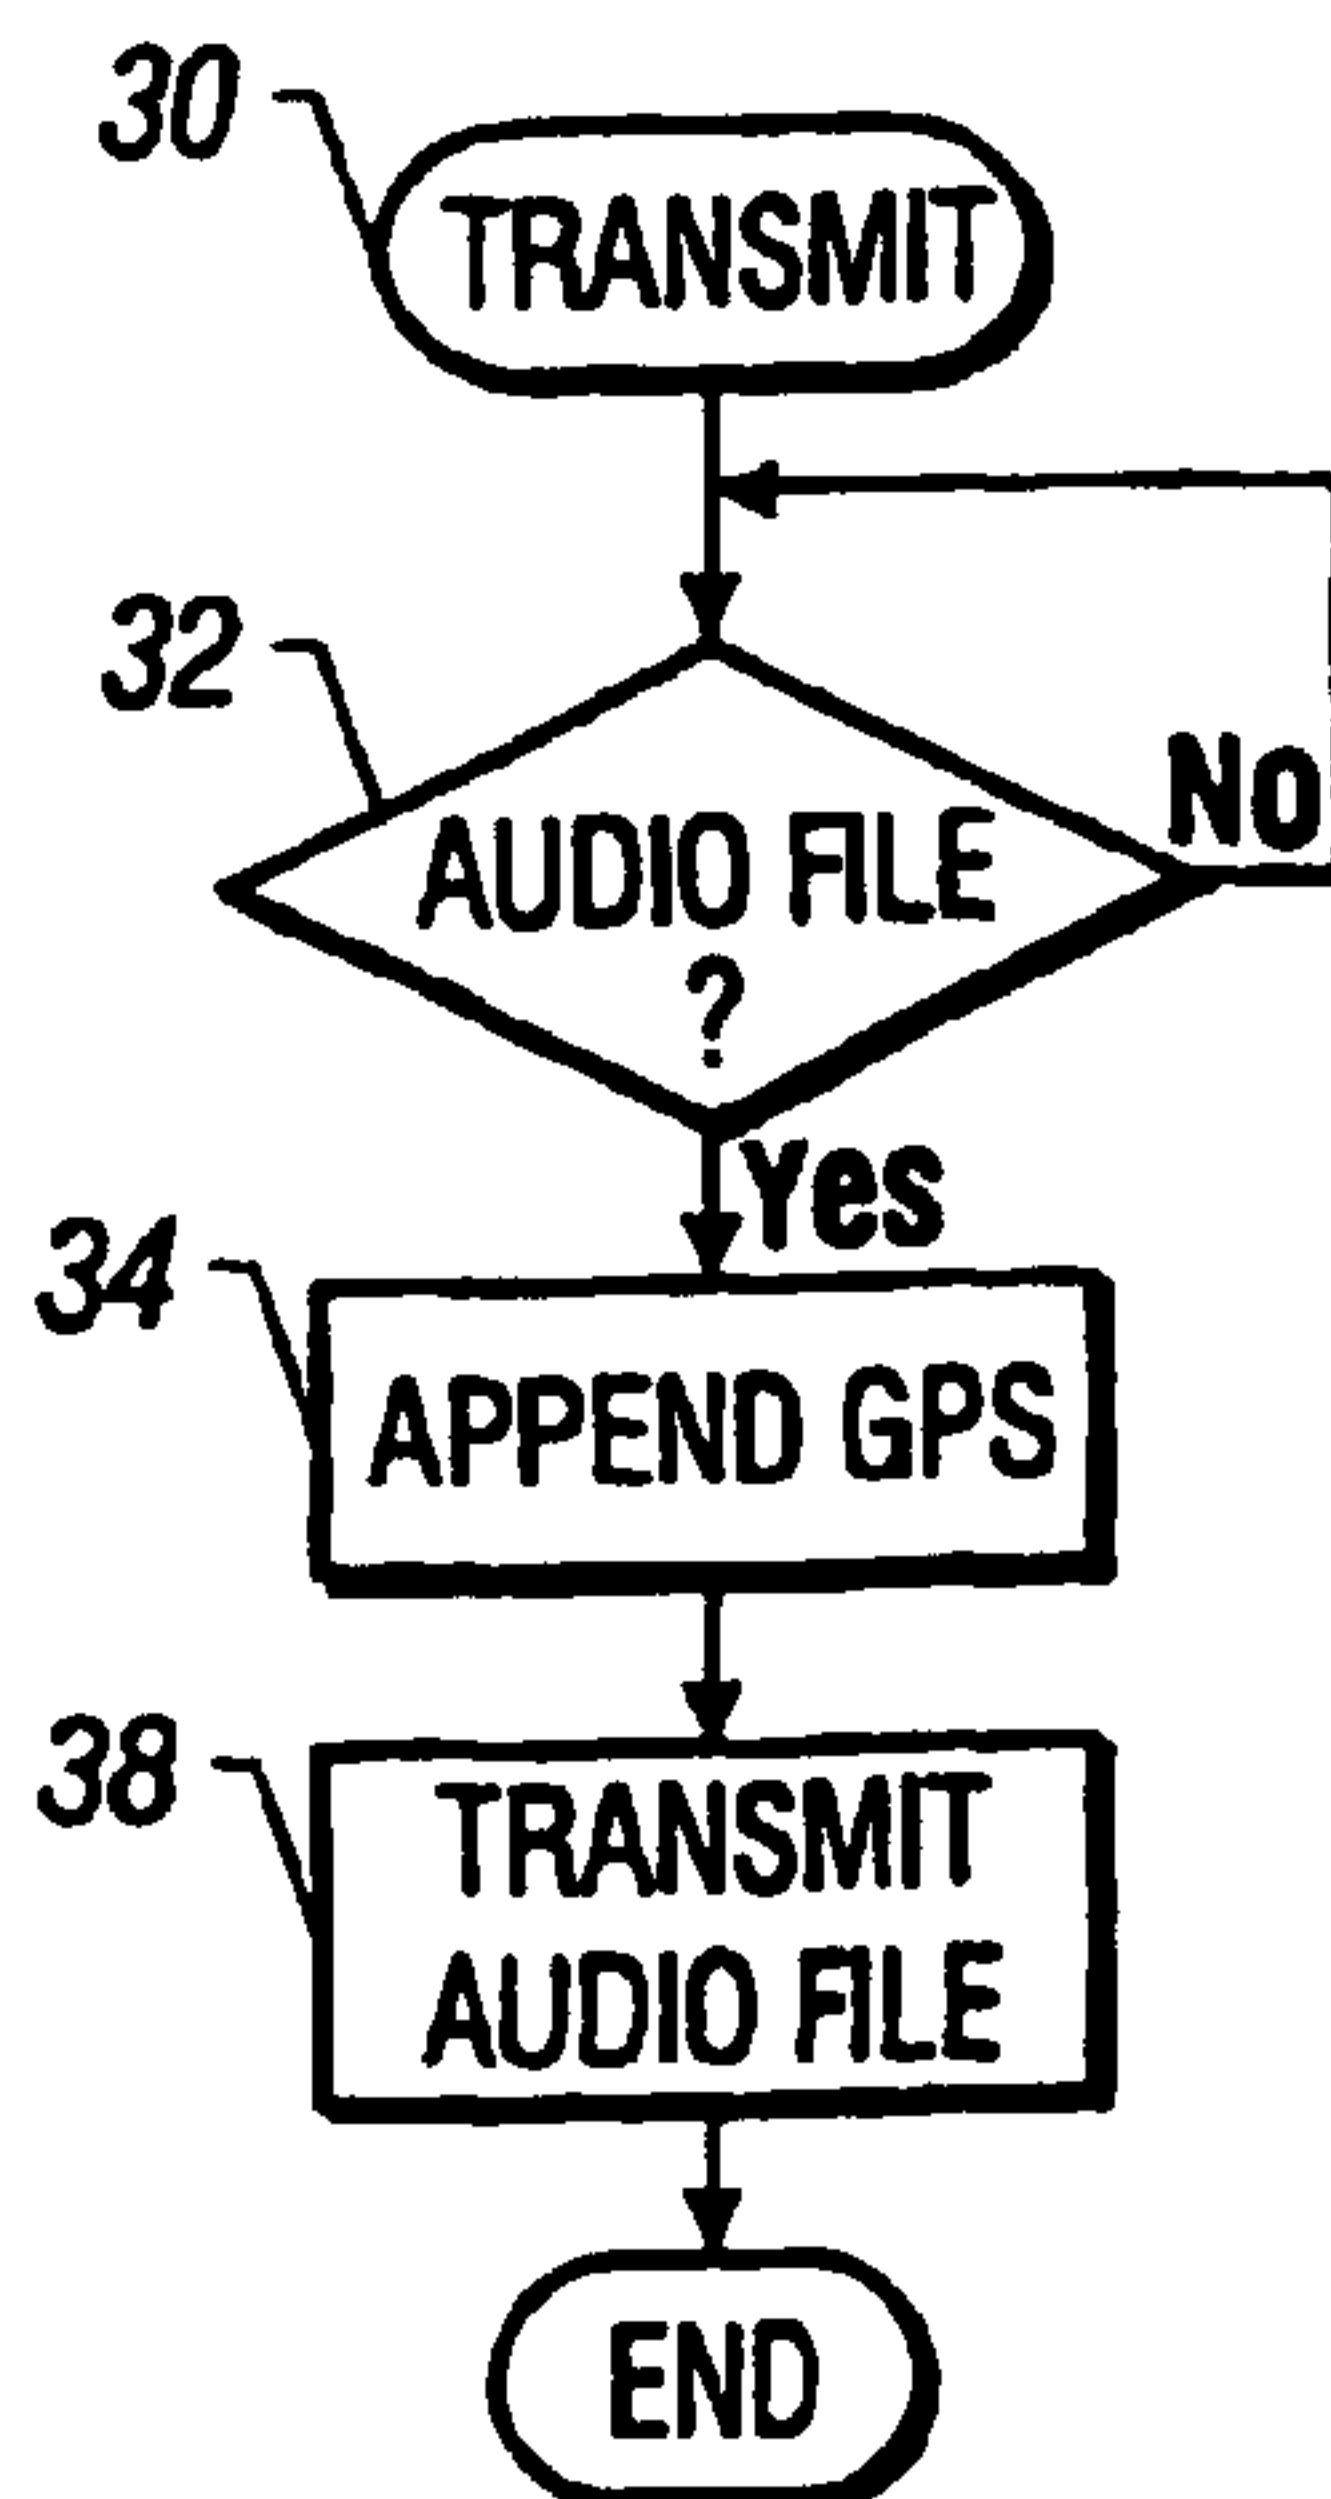 30
TRANSMIT
32
No
AUDIO FILE
?
Yes
34
APPEND GPS
38
TRANSMIT
AUDIO FILE
END